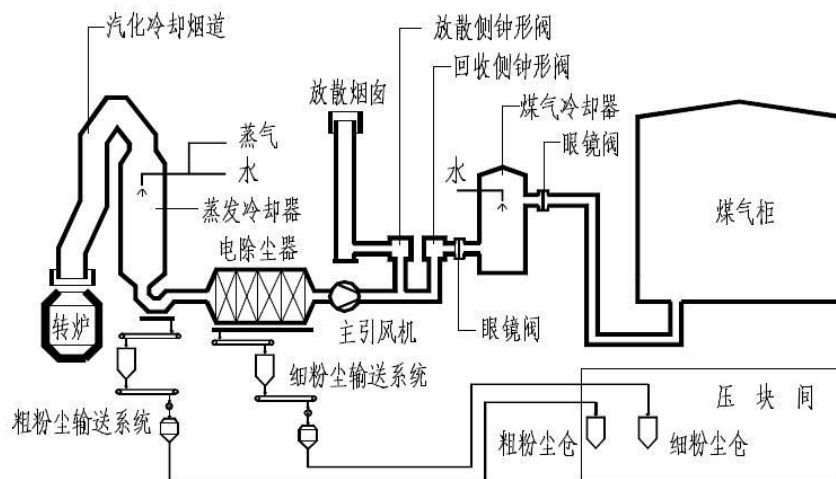 汽化冷却烟道
放散侧钟形阀
回收侧钟形阀
放散烟囱
煤气冷却器
蒸气
水
水
眼镜阀
蒸发冷却器
电除尘器
煤气柜
转炉
主引风机
眼镜阀
细粉尘输送系统
粗粉尘输送系统
压块间
粗粉尘仓
细粉尘仓